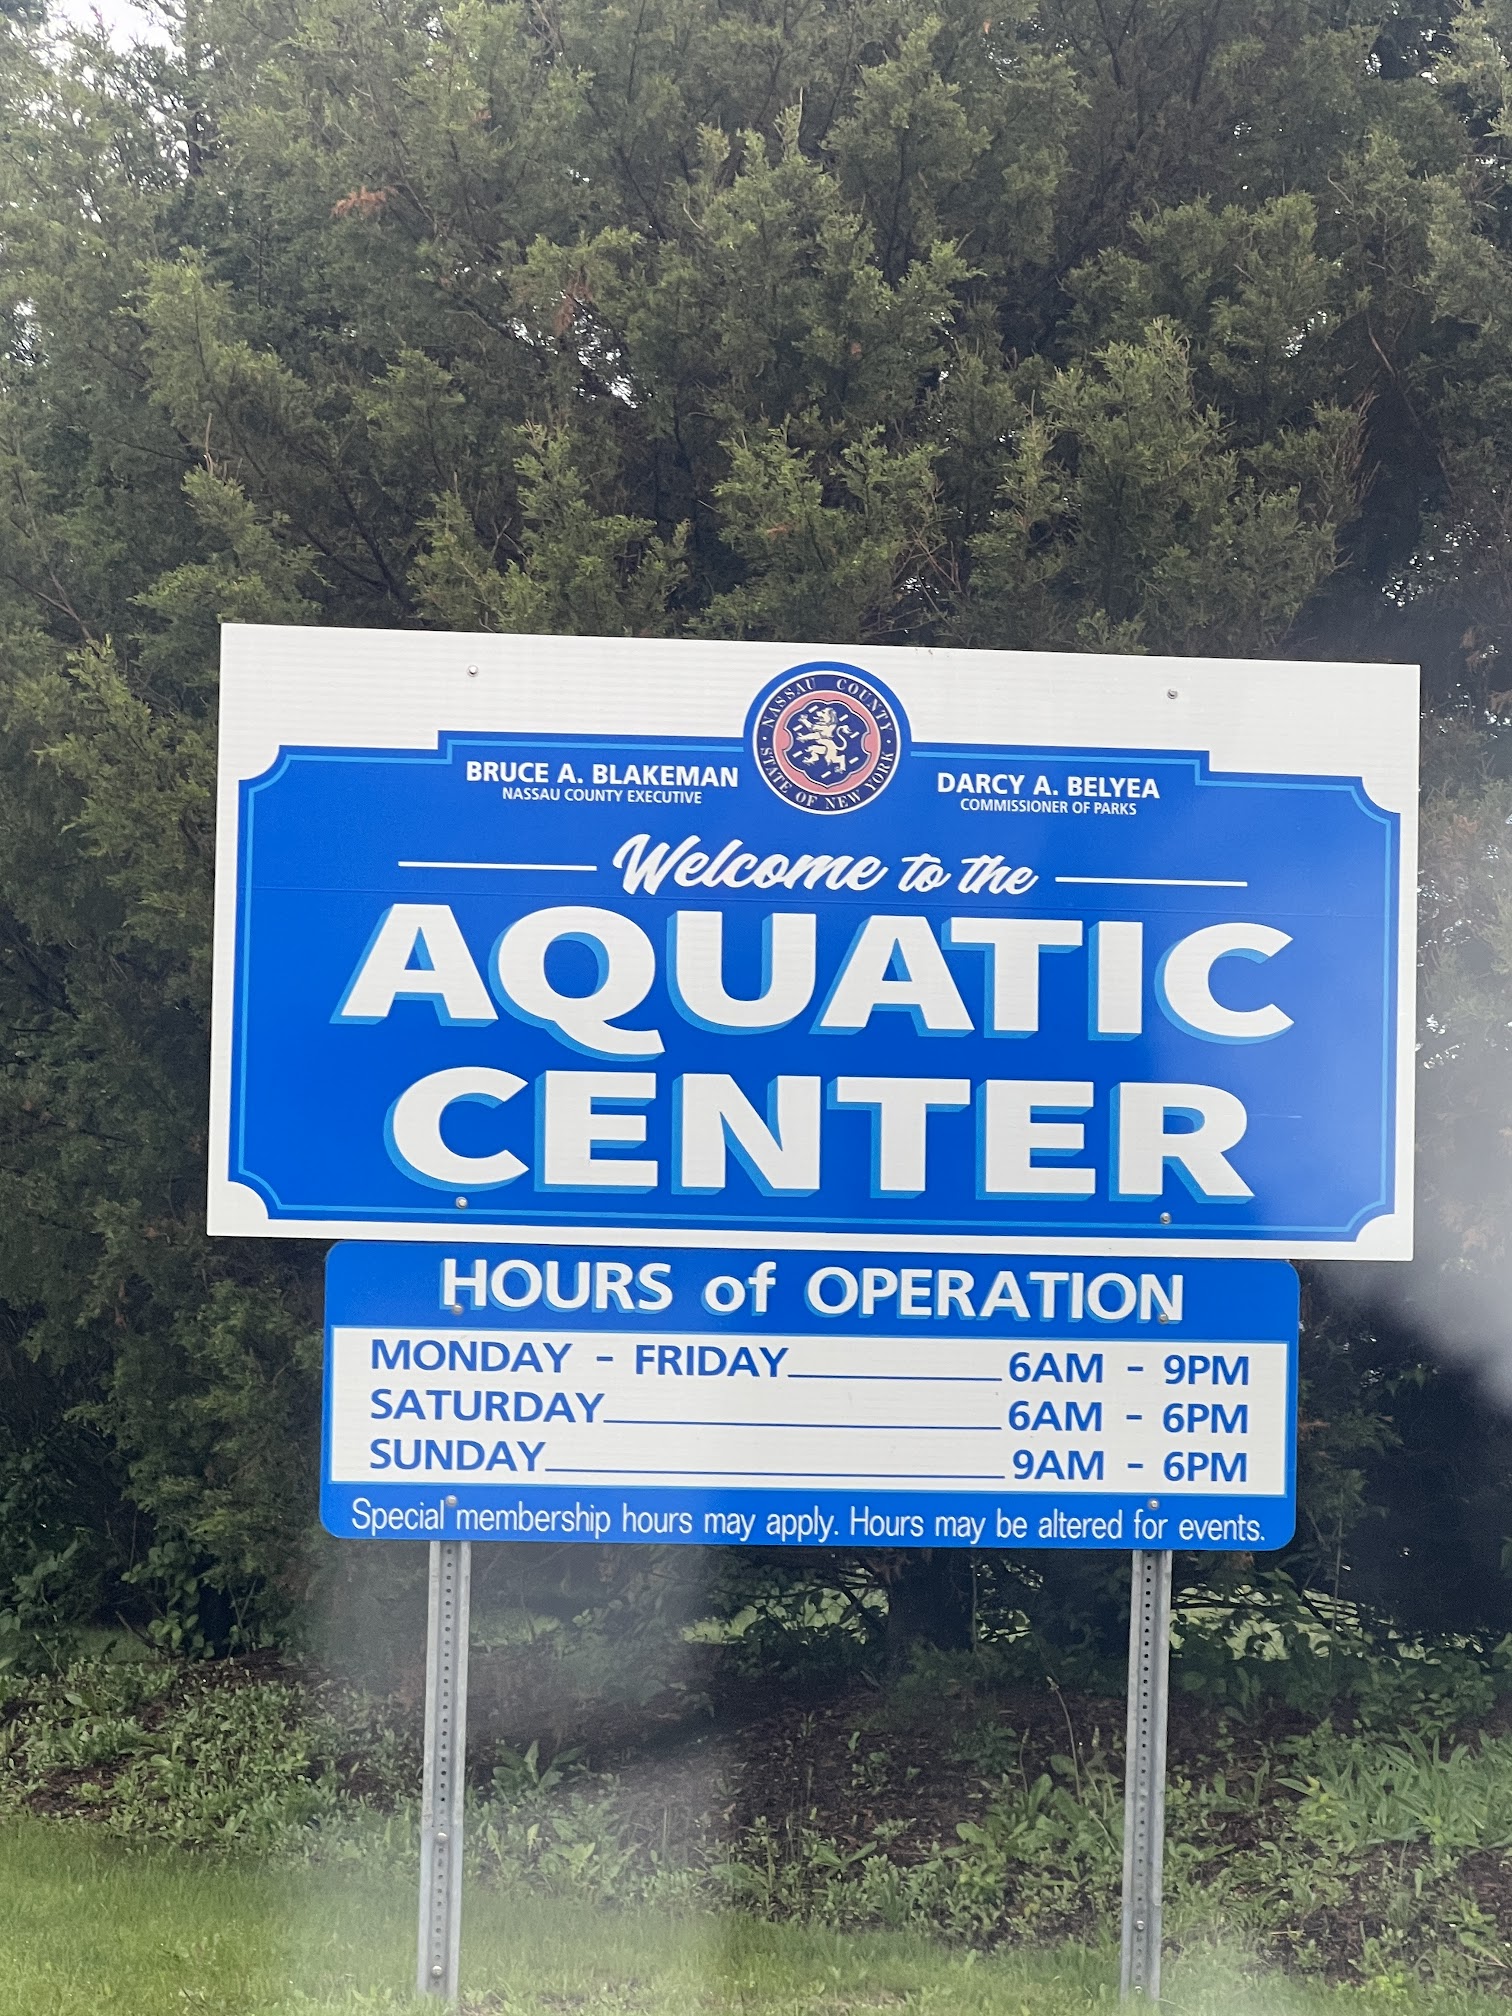 NASSAU COUNTY
STATE OF NEW YORK
BRUCE A. BLAKEMAN
NASSAU COUNTY EXECUTIVE
DARCY A. BELYEA
COMMISSIONER OF PARKS
Welcome to the
AQUATIC
CENTER
HOURS of OPERATION
MONDAY - FRIDAY 6AM - 9PM
SATURDAY 6AM - 6PM
SUNDAY 9AM - 6PM
Special membership hours may apply. Hours may be altered for events.